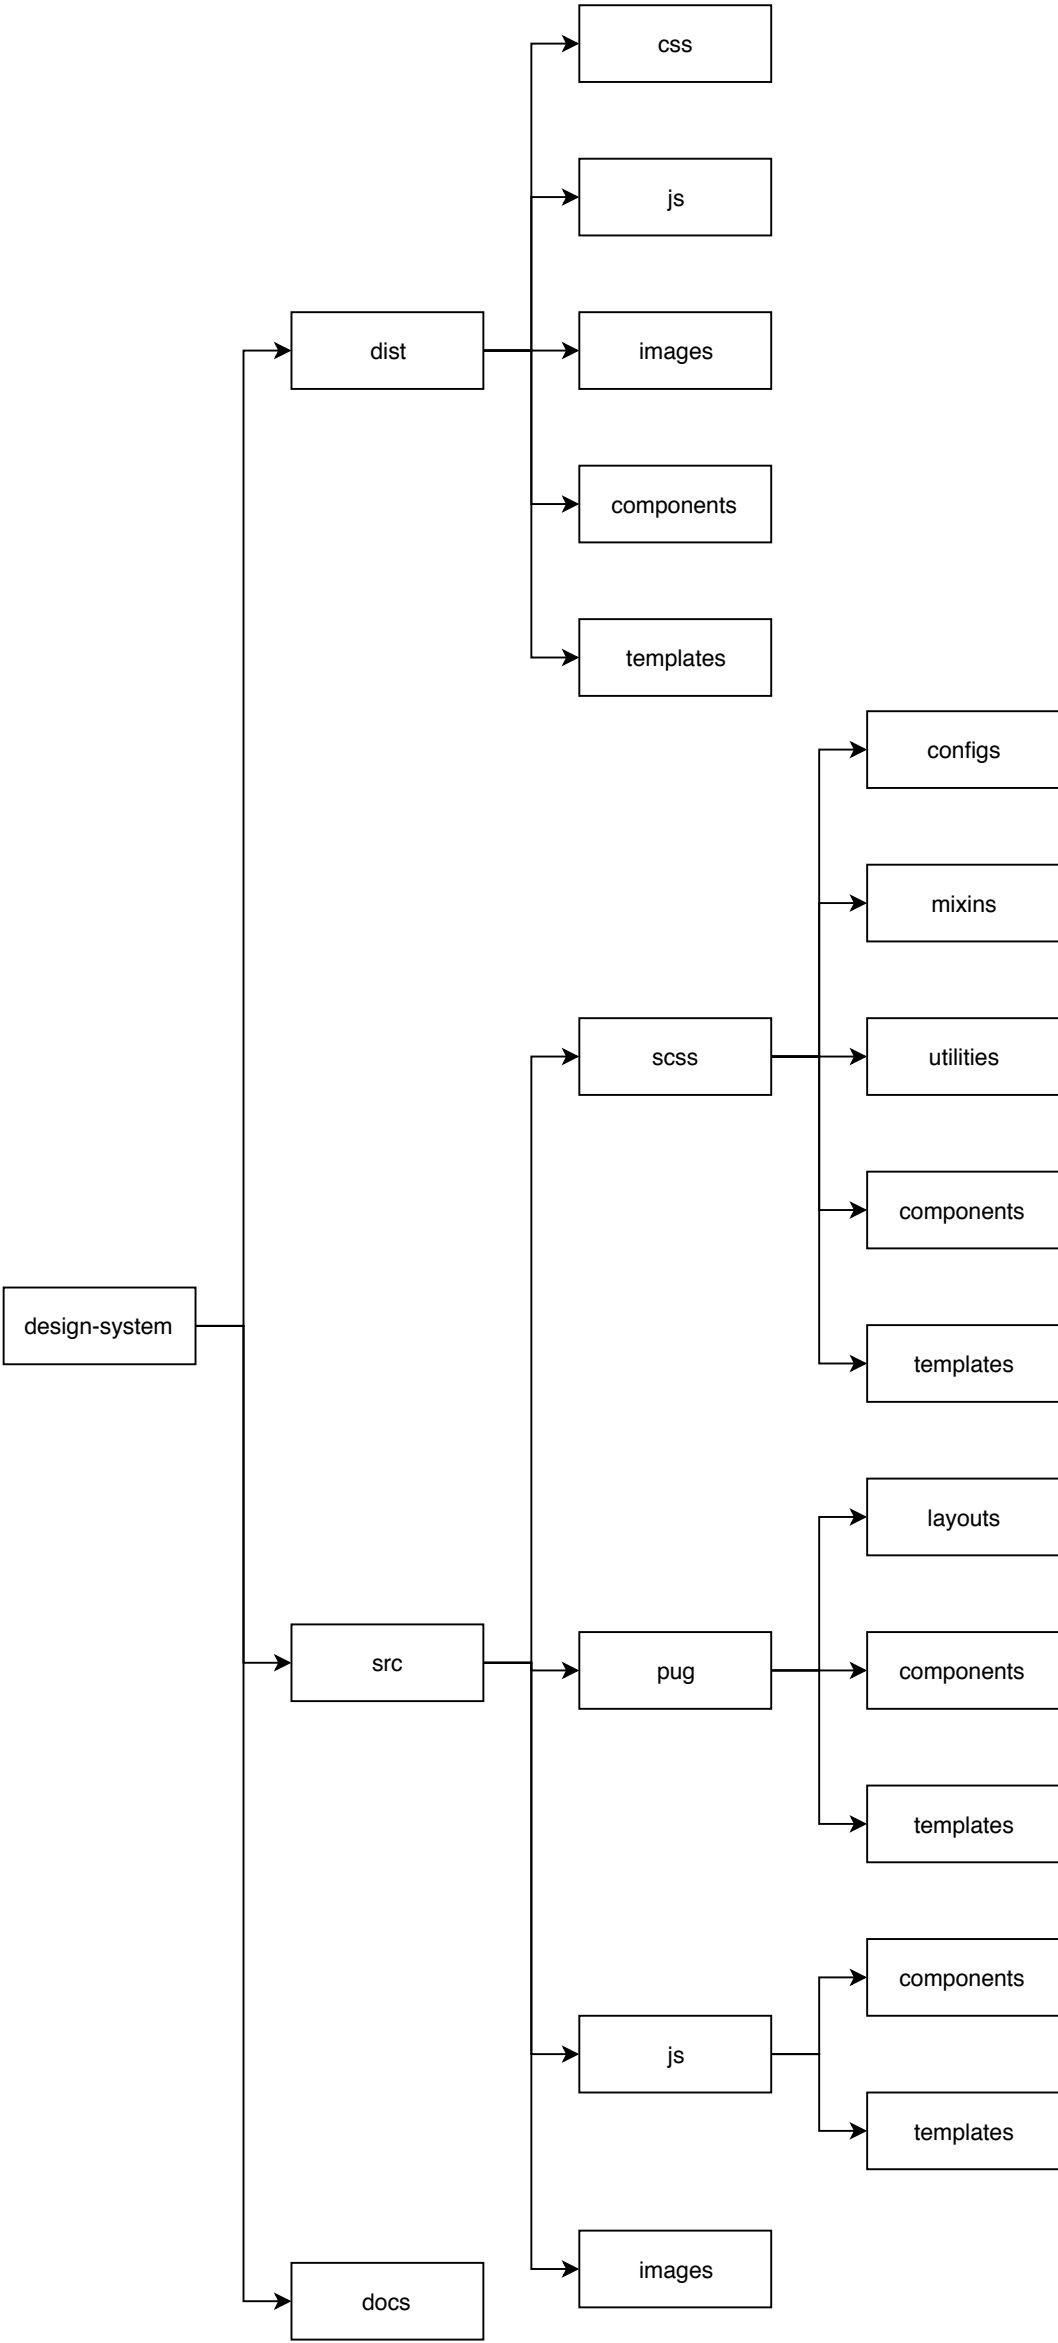 css
js
dist
images
components
templates
configs
mixins
scss
utilities
components
design-system
templates
layouts
src
pug
components
templates
components
js
templates
images
docs